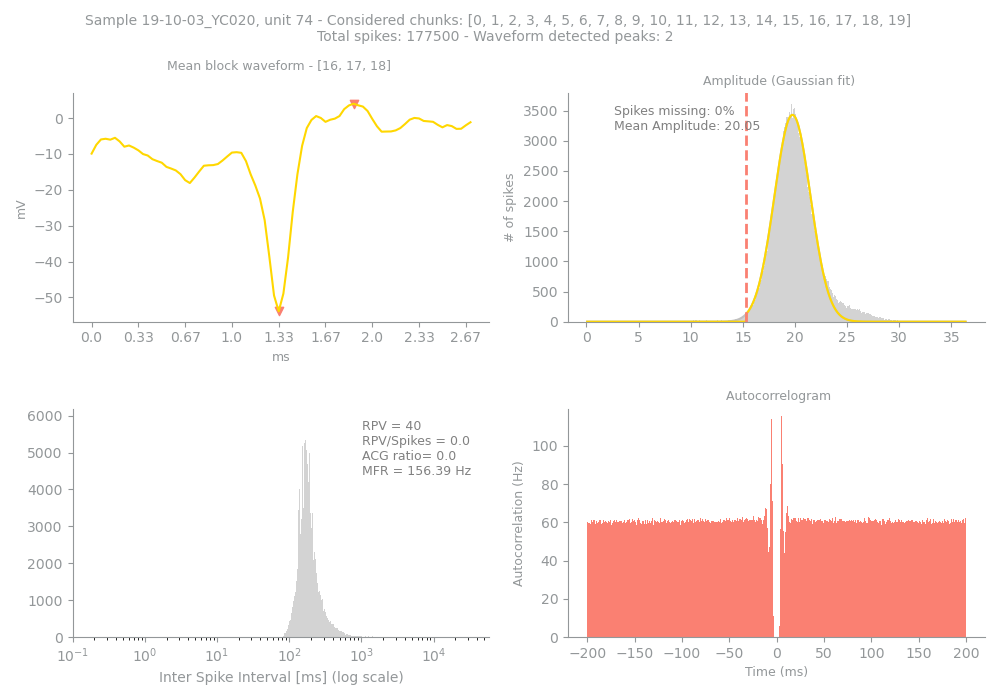 Sample 19-10-03_YC020, unit 74 - Considered chunks: [0, 1, 2, 3, 4, 5, 6, 7, 8, 9, 10, 11, 12, 13, 14, 15, 16, 17, 18, 19]
Total spikes: 177500 - Waveform detected peaks: 2
Mean block waveform - [16, 17, 18]
0
−10
−20
−30
−40
−50
mV
0.0 0.33 0.67 1.0 1.33 1.67 2.0 2.33 2.67
ms
Amplitude (Gaussian fit)
Spikes missing: 0%
Mean Amplitude: 20.05
3500
3000
2500
2000
1500
1000
500
0
# of spikes
0 5 10 15 20 25 30 35
6000
5000
4000
3000
2000
1000
0
RPV = 40
RPV/Spikes = 0.0
ACG ratio= 0.0
MFR = 156.39 Hz
10⁻¹ 10⁰ 10¹ 10² 10³ 10⁴
Inter Spike Interval [ms] (log scale)
Autocorrelogram
100
80
60
40
20
0
Autocorrelation (Hz)
−200 −150 −100 −50 0 50 100 150 200
Time (ms)